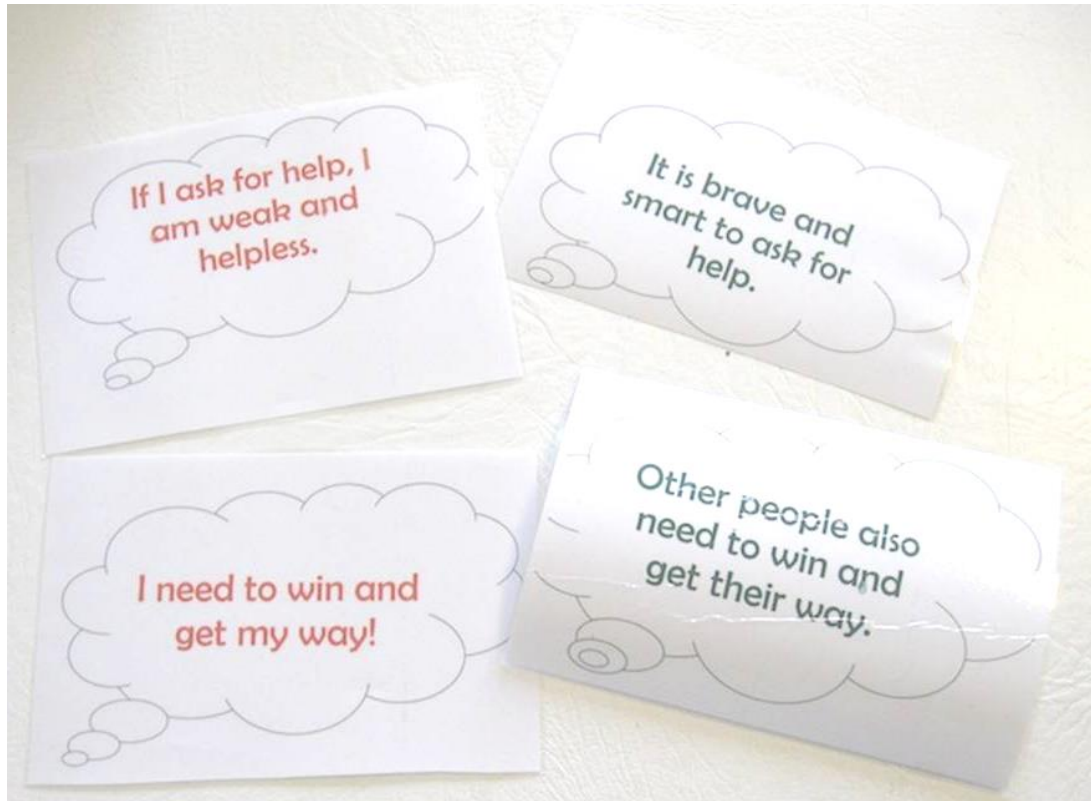 If I ask for help, I
am weak and
helpless.
It is brave and
smart to ask for
help.
I need to win and
get my way!
Other people also
need to win and
get their way.